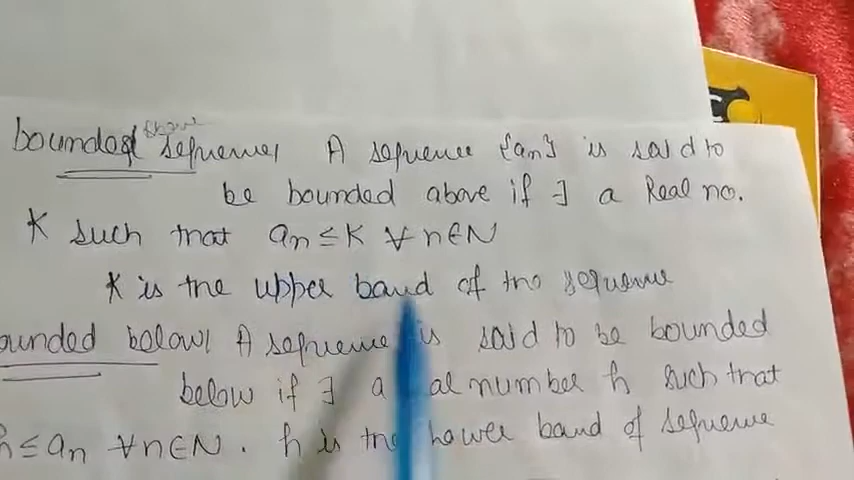 bounded above sequence, A sequence {an} is said to
be bounded above if ∃ a Real no.
K such that an ≤ K ∀ n ∈ N
K is the upper band of the sequence
ounded below, A sequence is said to be bounded
below if ∃ a al number h such that
h ≤ an ∀ n ∈ N . h is the lower band of sequence